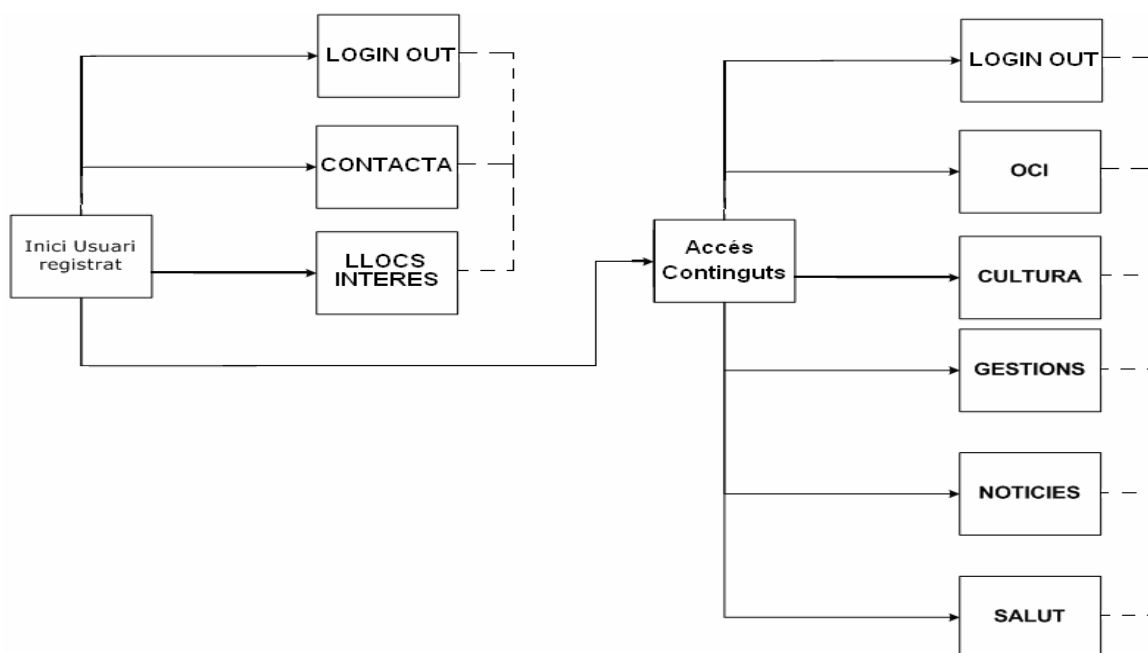 LOGIN OUT
CONTACTA
Inici Usuari
registrat
LLOCS
INTERES
Accés
Continguts
LOGIN OUT
OCI
CULTURA
GESTIONS
NOTICIES
SALUT